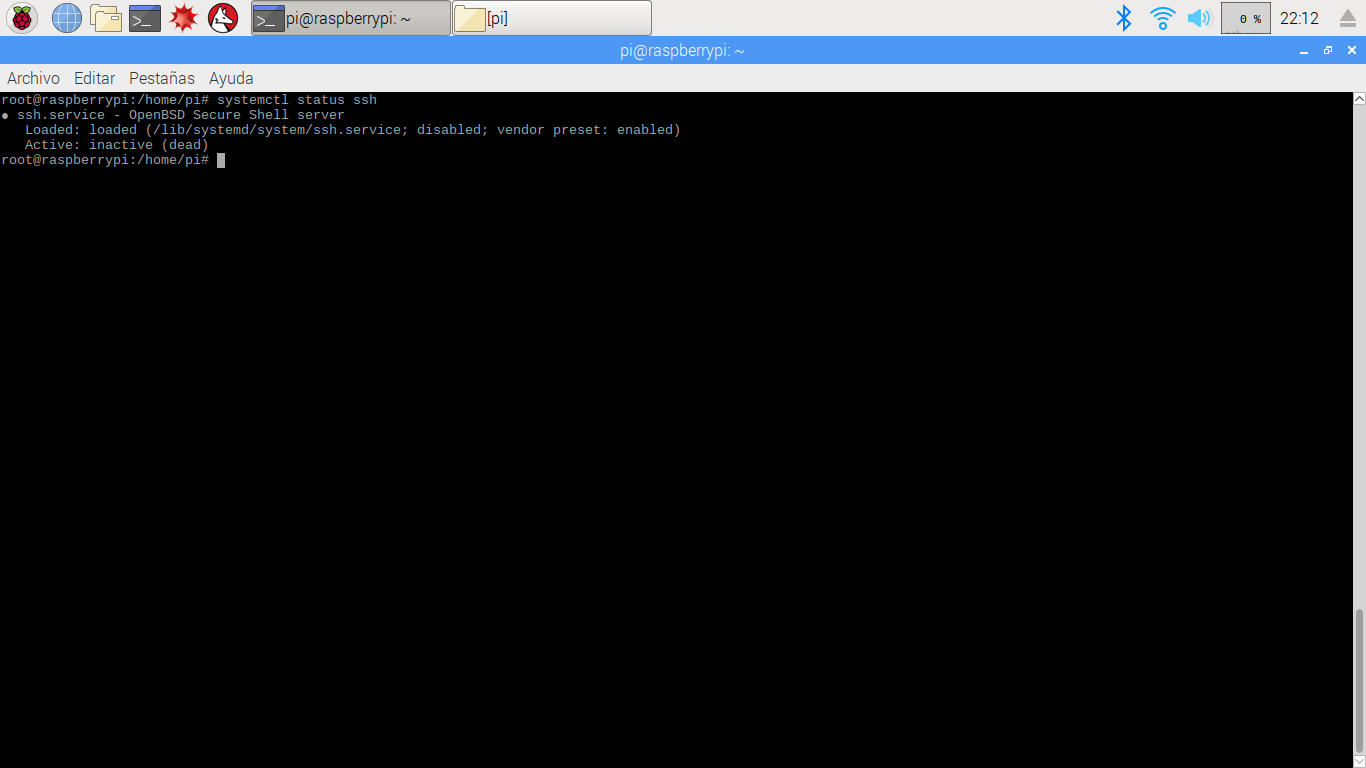 pi@raspberrypi: ~
[pi]
0 %
22:12
pi@raspberrypi: ~
Archivo Editar Pestañas Ayuda
root@raspberrypi:/home/pi# systemctl status ssh
● ssh.service - OpenBSD Secure Shell server
   Loaded: loaded (/lib/systemd/system/ssh.service; disabled; vendor preset: enabled)
   Active: inactive (dead)
root@raspberrypi:/home/pi#